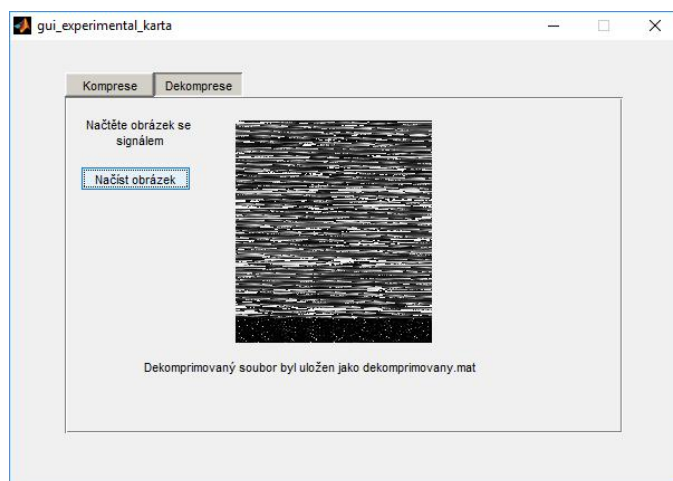 gui_experimental_karta
Komprese Dekomprese
Načtěte obrázek se
signálem
Načíst obrázek
Dekomprimovaný soubor byl uložen jako dekomprimovany.mat